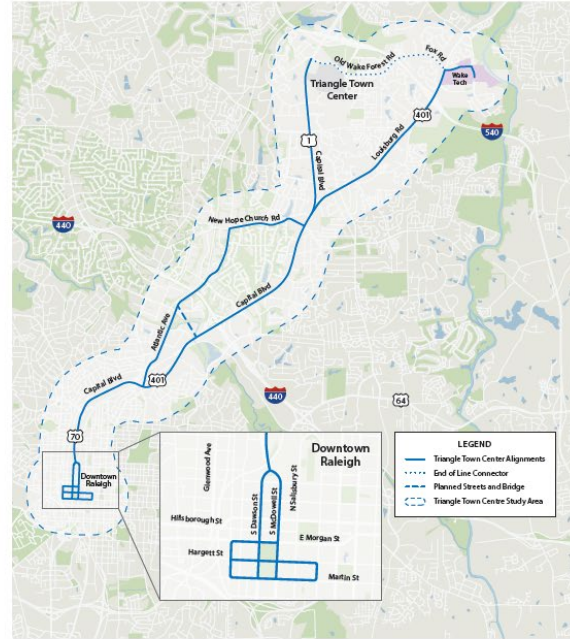 Old Wake Forest Rd
Fox Rd
Wake
Tech
Triangle Town
Center
401
Louisburg Rd
1
Capital Blvd
540
New Hope Church Rd
440
Capital Blvd
Atlantic Ave
Capital Blvd
401
440
64
70
Downtown
Raleigh
Downtown
Raleigh
Glenwood Ave
S Dawson St
S McDowell St
N Salisbury St
Hillsborough St
E Morgan St
Hargett St
Martin St
LEGEND
Triangle Town Center Alignments
End of Line Connector
Planned Streets and Bridge
Triangle Town Centre Study Area